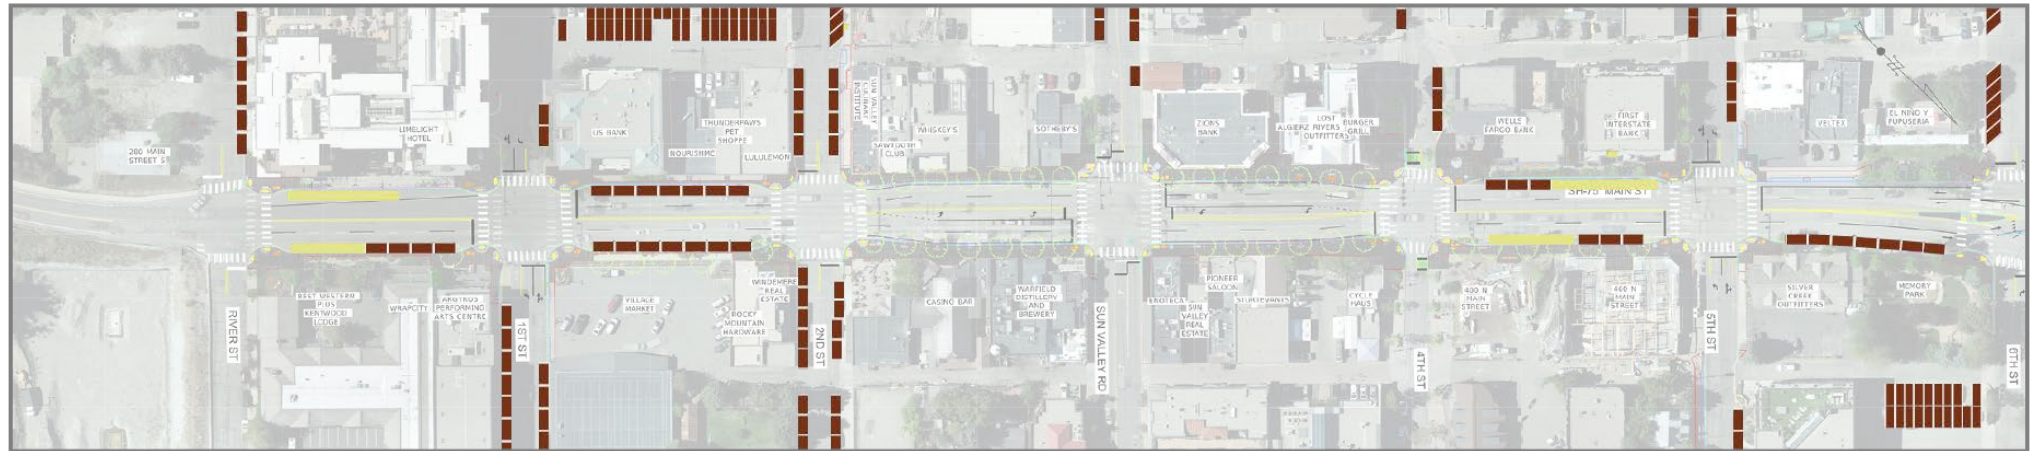 LIMELIGHT
HOTEL
280 MAIN
STREET S
US BANK
THUNDERPAWS
PET
SHOPPE
NOURISHME
LULULEMON
SUN VALLEY
CULINARY
INSTITUTE
SAWTOOTH
CLUB
WHISKEY'S
SOTHEBY'S
ZIONS
BANK
LOST
RIVERS
OUTFITTERS
BURGER
GRILL
WELLS
FARGO BANK
FIRST
INTERSTATE
BANK
VELTEX
EL NINO Y
PUPUSERIA
SH-75 MAIN ST
BEST WESTERN
PLUS
KENTWOOD
LODGE
WRAPCITY
ARGYROS
PERFORMING
ARTS CENTRE
VILLAGE
MARKET
WINDEMERE
REAL
ESTATE
ROCKY
MOUNTAIN
HARDWARE
CASINO BAR
WARFIELD
DISTILLERY
AND
BREWERY
ENOTECA
SUN
VALLEY
REAL
ESTATE
PIONEER
SALOON
STURTEVANTS
CYCLE
HAUS
400 N
MAIN
STREET
460 N
MAIN
STREET
SILVER
CREEK
OUTFITTERS
MEMORY
PARK
RIVER ST
1ST ST
2ND ST
SUN VALLEY RD
4TH ST
5TH ST
6TH ST